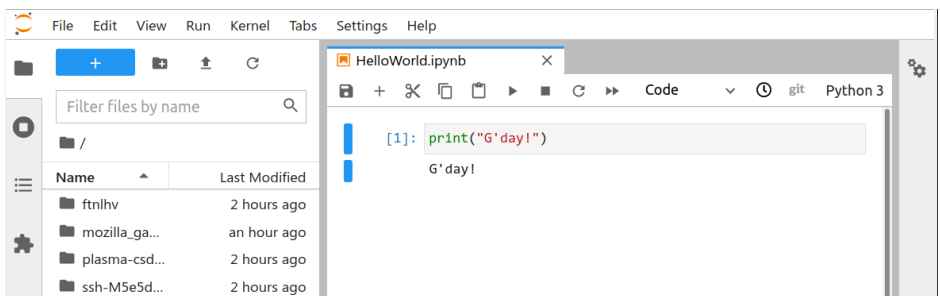 File Edit View Run Kernel Tabs Settings Help
+
Filter files by name
/
Name Last Modified
ftnlhv 2 hours ago
mozilla_ga... an hour ago
plasma-csd... 2 hours ago
ssh-M5e5d... 2 hours ago
HelloWorld.ipynb
+ Code git Python 3
[1]: print("G'day!")
G'day!